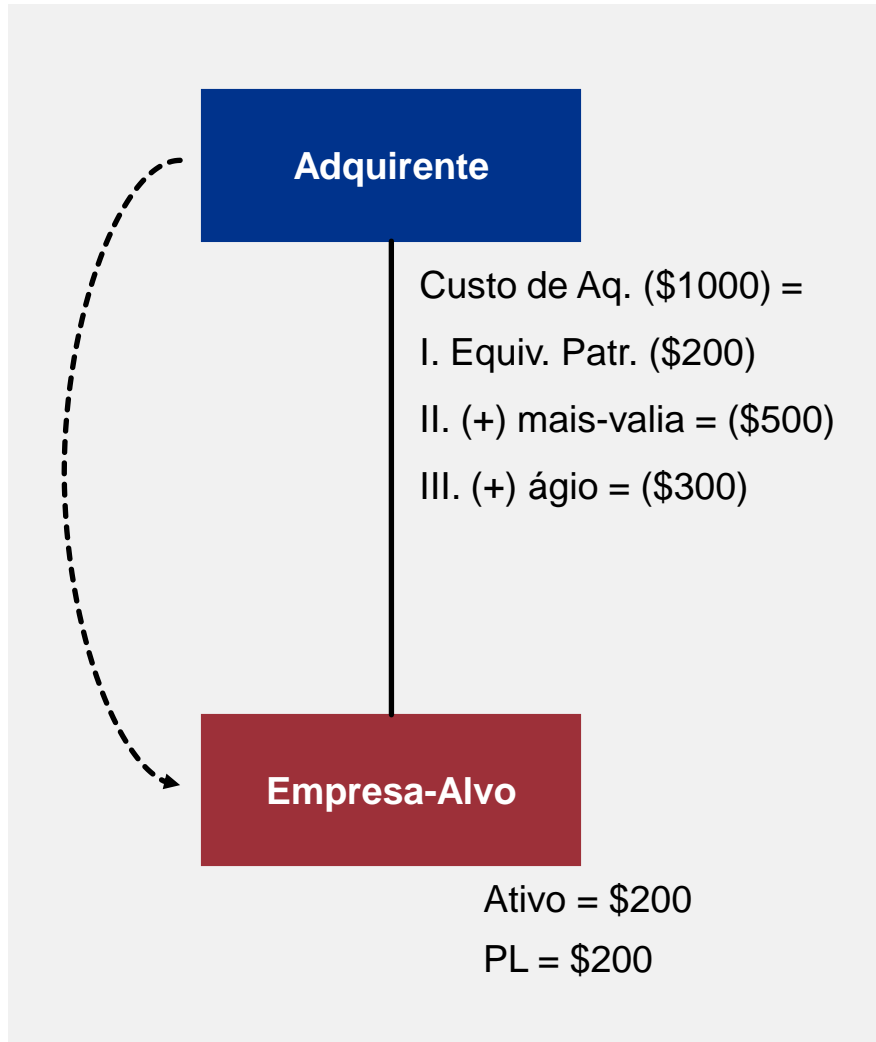 Adquirente
Custo de Aq. ($1000) =
I. Equiv. Patr. ($200)
II. (+) mais-valia = ($500)
III. (+) ágio = ($300)
Empresa-Alvo
Ativo = $200
PL = $200